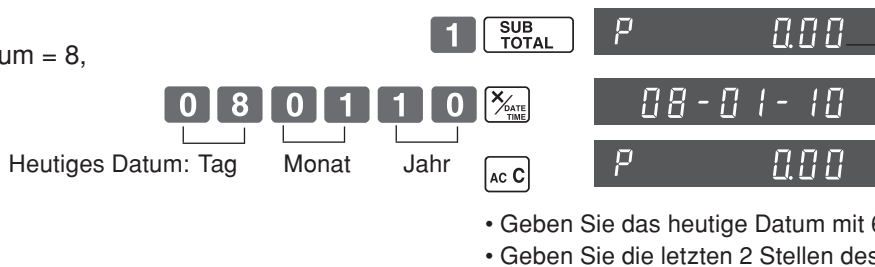 1 SUB TOTAL P 0.00
um = 8,
0 8 0 1 1 0 ×/DATE TIME 08-01-10
Heutiges Datum: Tag Monat Jahr
AC C P 0.00
• Geben Sie das heutige Datum mit 6
• Geben Sie die letzten 2 Stellen des